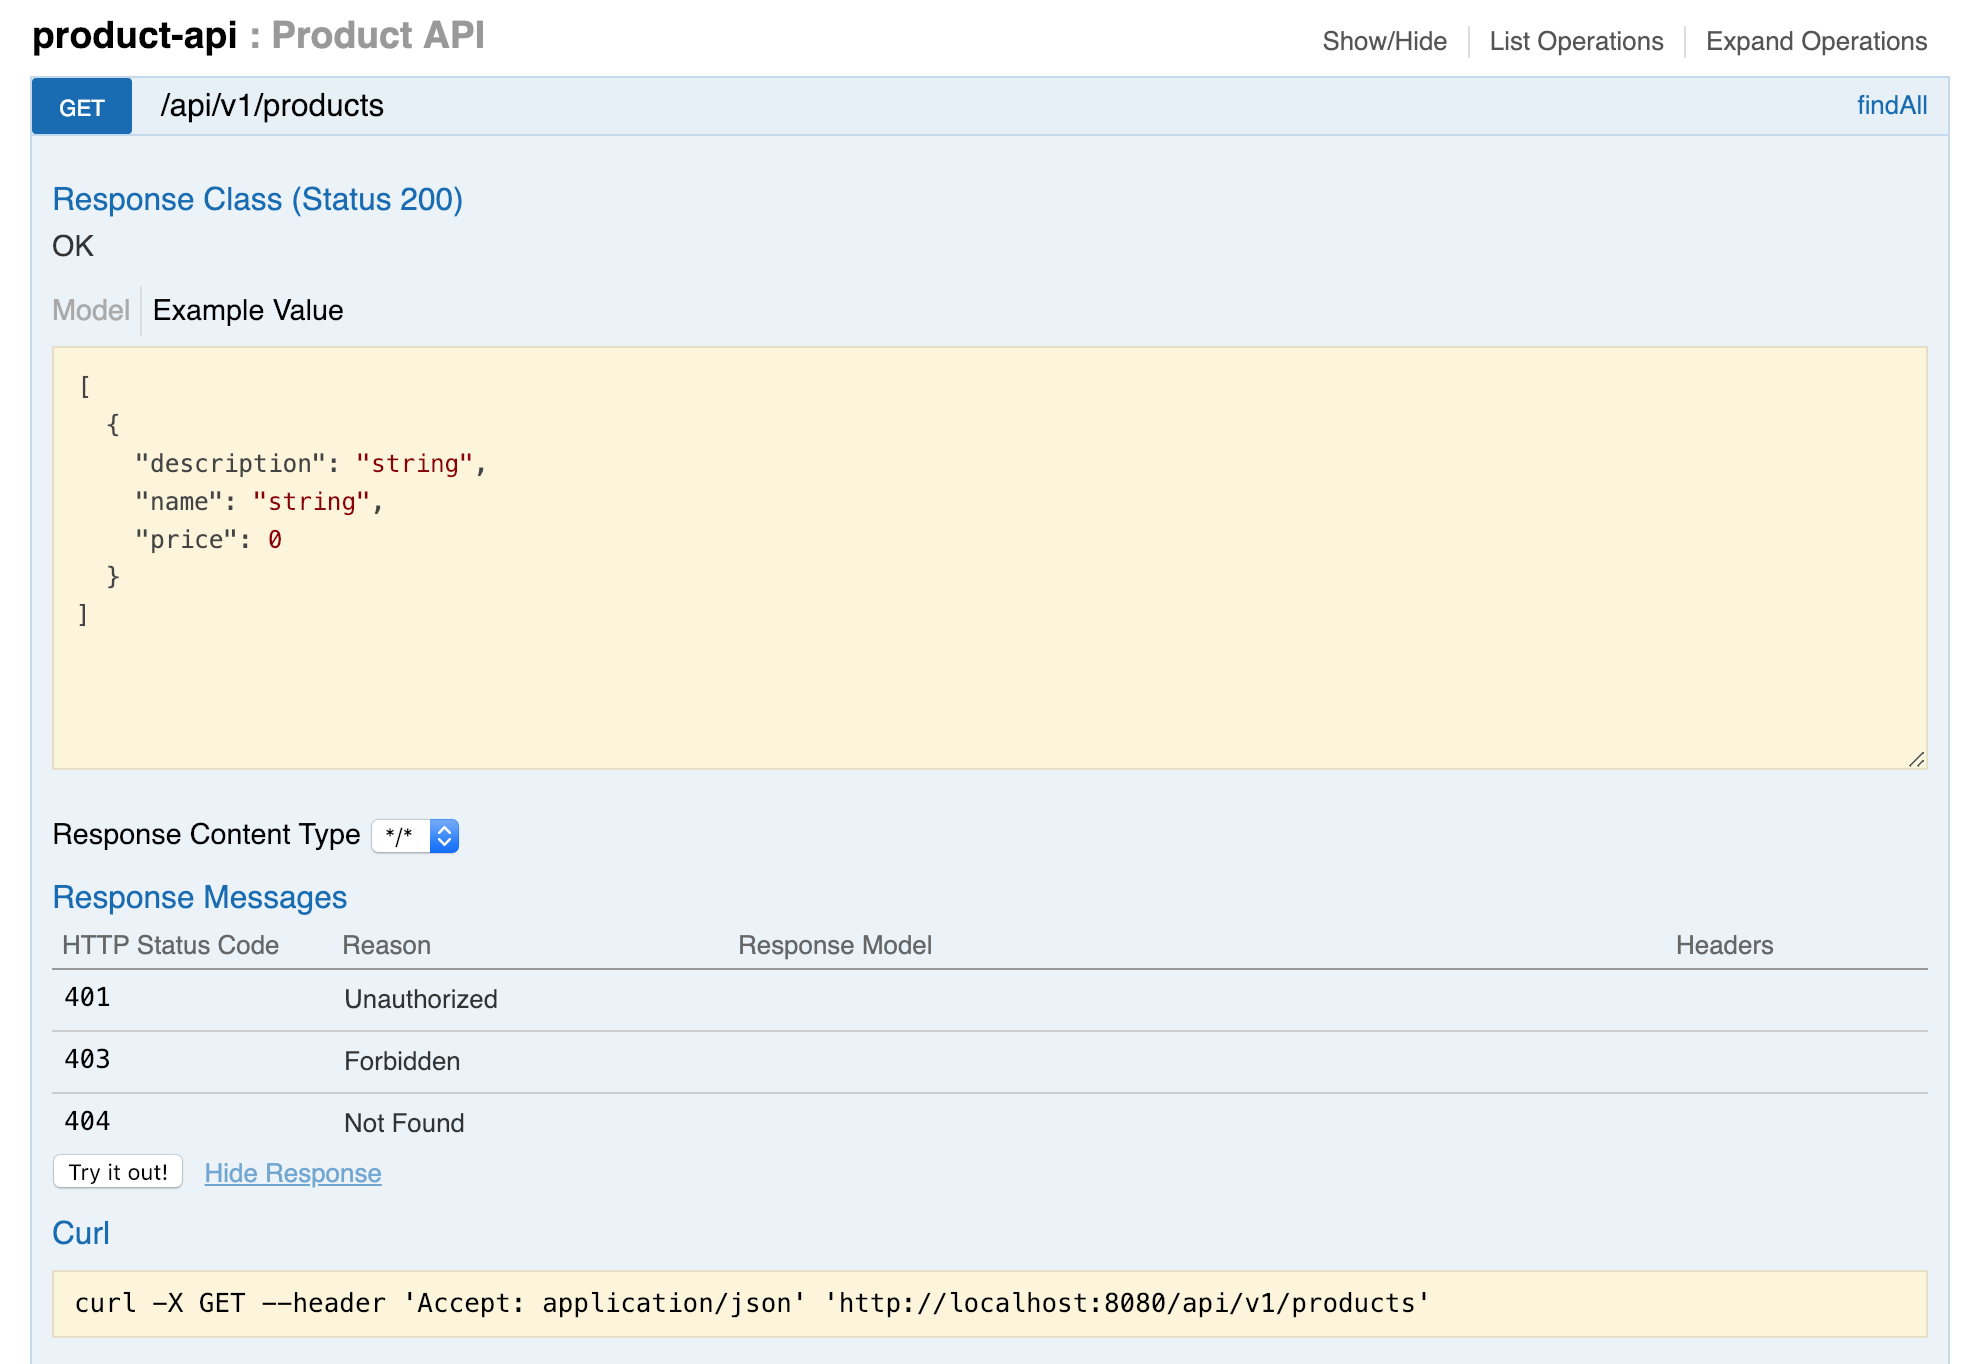 product-api : Product API
Show/Hide List Operations Expand Operations
GET /api/v1/products findAll
Response Class (Status 200)
OK
Model Example Value
[
  {
    "description": "string",
    "name": "string",
    "price": 0
  }
]
Response Content Type */*
Response Messages
HTTP Status Code Reason Response Model Headers
401 Unauthorized
403 Forbidden
404 Not Found
Try it out! Hide Response
Curl
curl -X GET --header 'Accept: application/json' 'http://localhost:8080/api/v1/products'